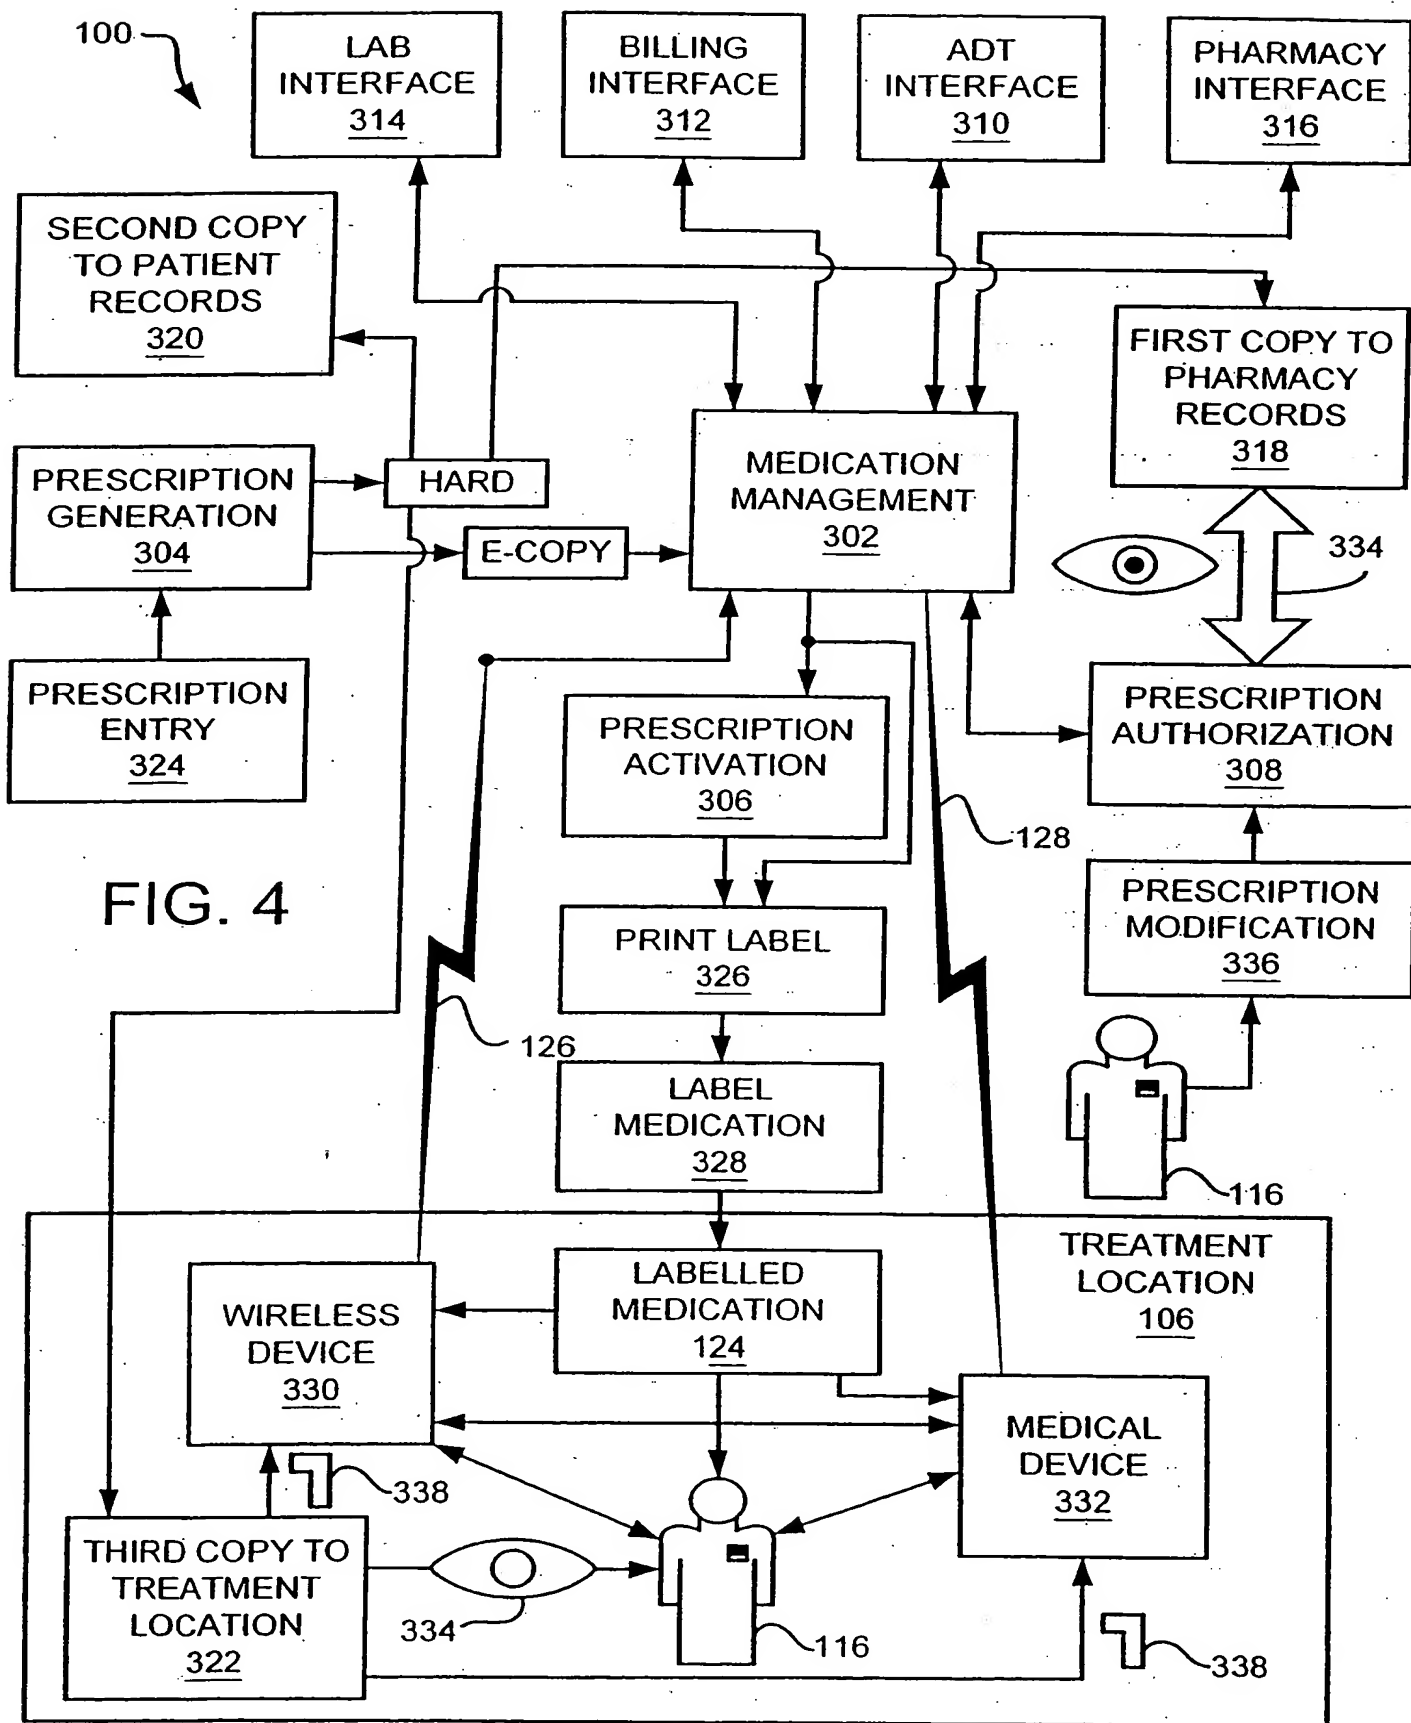 100
LAB
INTERFACE
314
BILLING
INTERFACE
312
ADT
INTERFACE
310
PHARMACY
INTERFACE
316
SECOND COPY
TO PATIENT
RECORDS
320
FIRST COPY TO
PHARMACY
RECORDS
318
PRESCRIPTION
GENERATION
304
HARD
E-COPY
MEDICATION
MANAGEMENT
302
334
PRESCRIPTION
ENTRY
324
PRESCRIPTION
ACTIVATION
306
PRESCRIPTION
AUTHORIZATION
308
128
FIG. 4
PRINT LABEL
326
PRESCRIPTION
MODIFICATION
336
126
LABEL
MEDICATION
328
116
TREATMENT
LOCATION
106
WIRELESS
DEVICE
330
LABELLED
MEDICATION
124
MEDICAL
DEVICE
332
338
THIRD COPY TO
TREATMENT
LOCATION
322
334
116
338